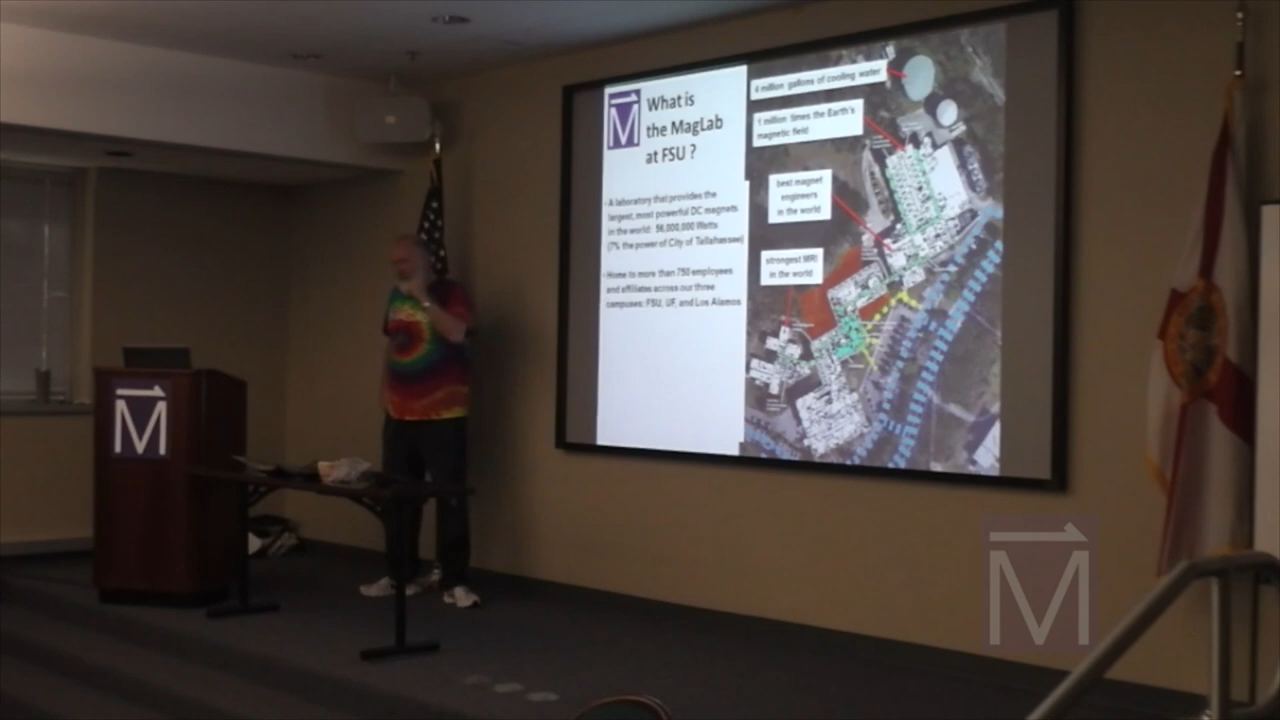 M
What is
the MagLab
at FSU ?
- A laboratory that provides the
largest, most powerful DC magnets
in the world: 56,000,000 Watts
(7% the power of City of Tallahassee)
- Home to more than 750 employees
and affiliates across our three
campuses: FSU, UF, and Los Alamos
4 million gallons of cooling water
1 million times the Earth's
magnetic field
best magnet
engineers
in the world
strongest MRI
in the world
M
M